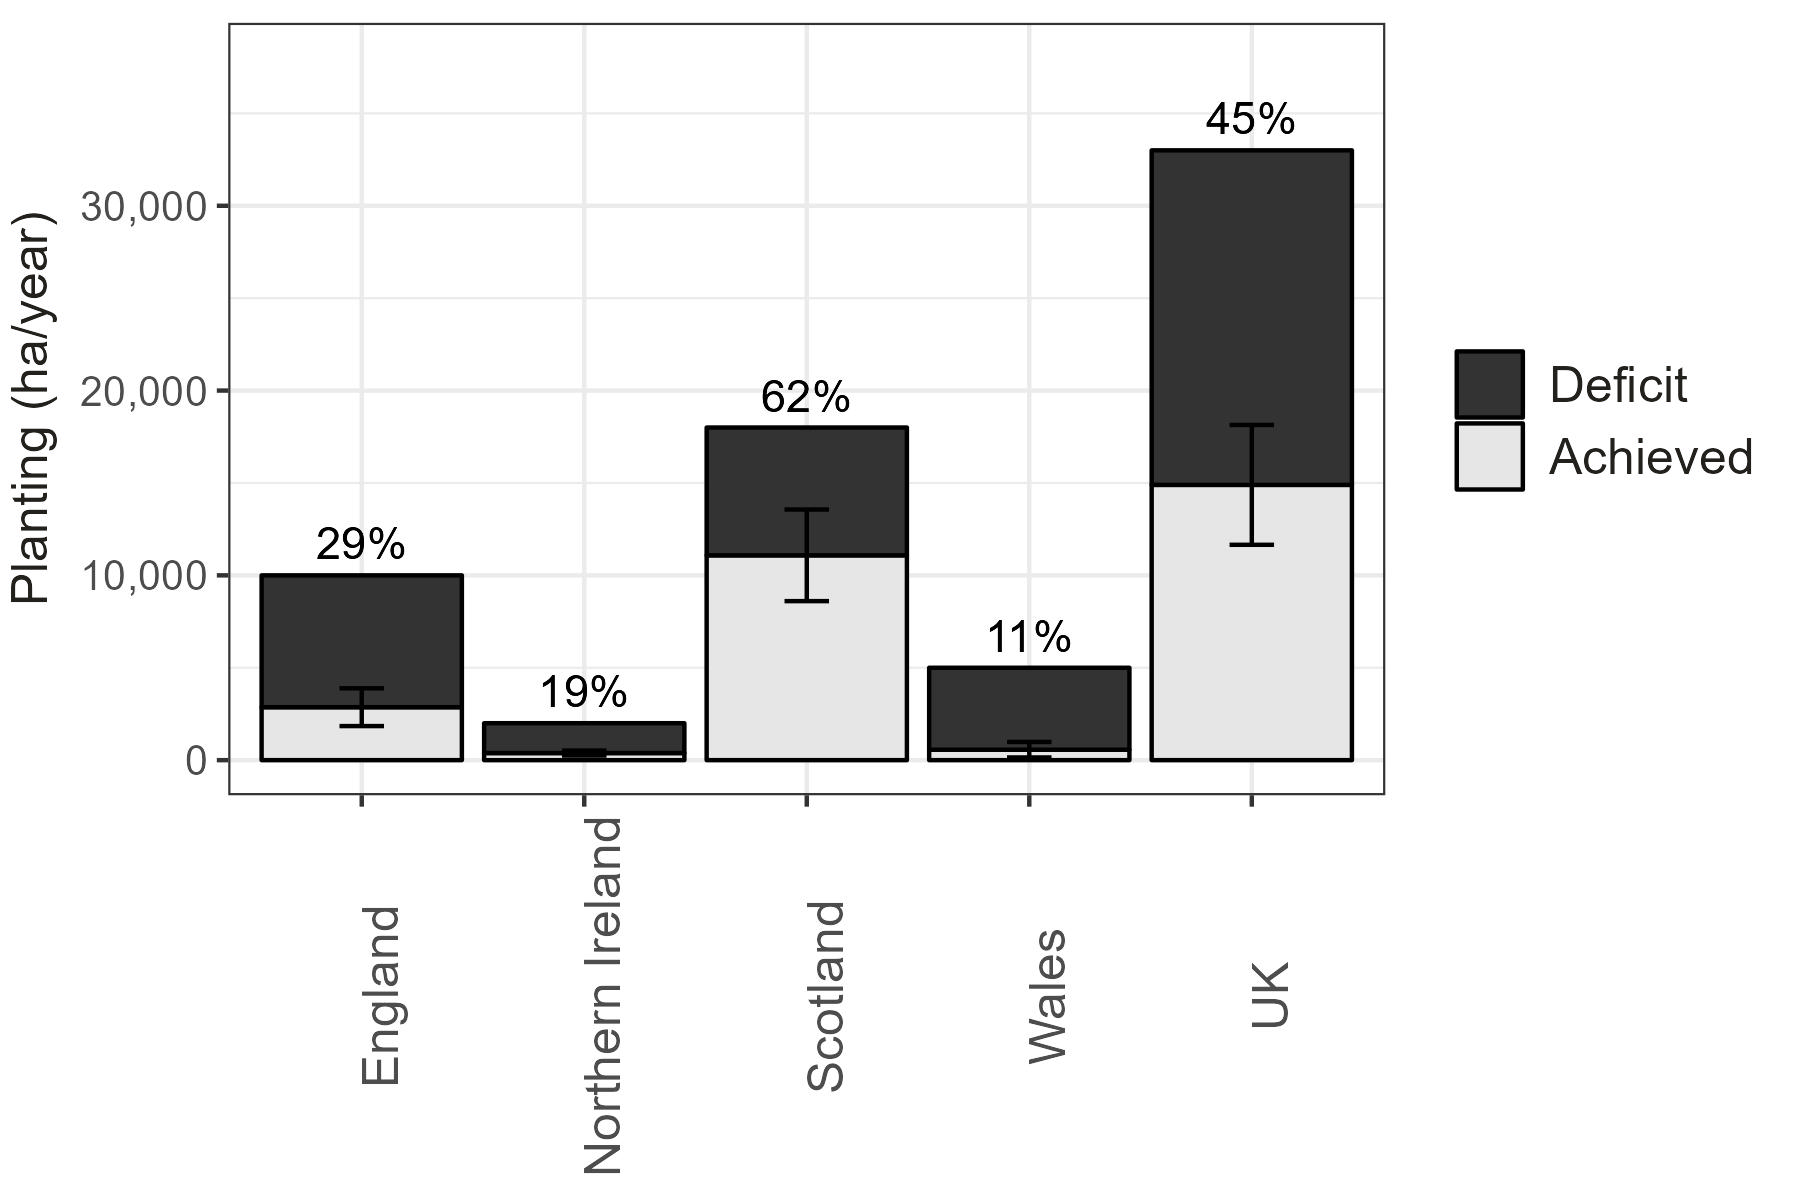 Planting (ha/year)
30,000
20,000
10,000
0
29%
19%
62%
11%
45%
England
Northern Ireland
Scotland
Wales
UK
Deficit
Achieved